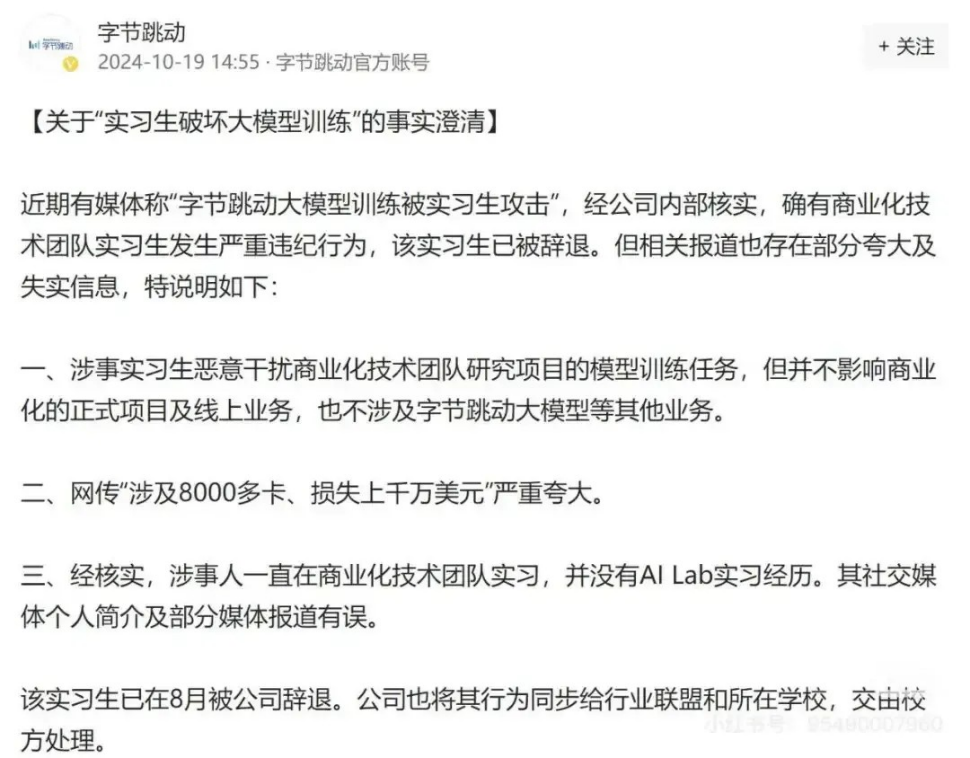 字节跳动
字节跳动
2024-10-19 14:55 · 字节跳动官方账号
+ 关注
【关于“实习生破坏大模型训练”的事实澄清】
近期有媒体称“字节跳动大模型训练被实习生攻击”，经公司内部核实，确有商业化技
术团队实习生发生严重违纪行为，该实习生已被辞退。但相关报道也存在部分夸大及
失实信息，特说明如下：
一、涉事实习生恶意干扰商业化技术团队研究项目的模型训练任务，但并不影响商业
化的正式项目及线上业务，也不涉及字节跳动大模型等其他业务。
二、网传“涉及8000多卡、损失上千万美元”严重夸大。
三、经核实，涉事人一直在商业化技术团队实习，并没有AI Lab实习经历。其社交媒
体个人简介及部分媒体报道有误。
该实习生已在8月被公司辞退。公司也将其行为同步给行业联盟和所在学校，交由校
小红书号：95490007960
方处理。